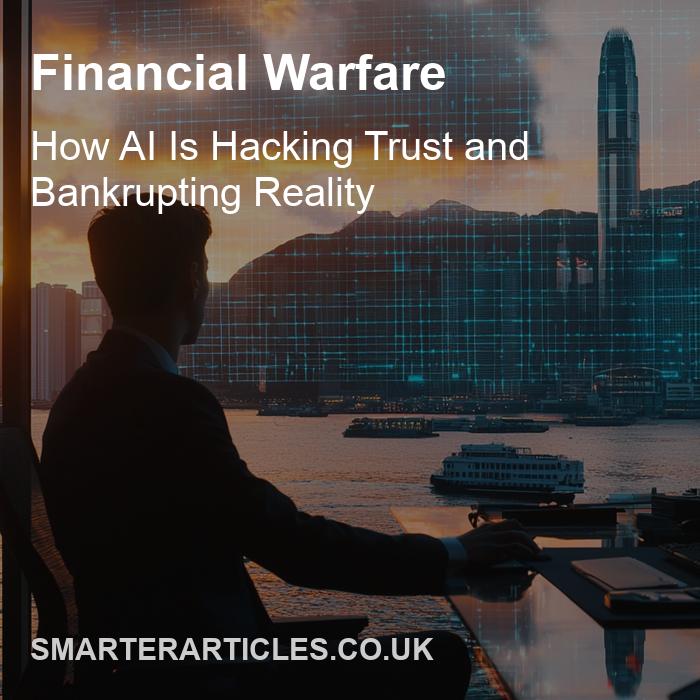 Financial Warfare
How AI Is Hacking Trust and
Bankrupting Reality
SMARTERARTICLES.CO.UK